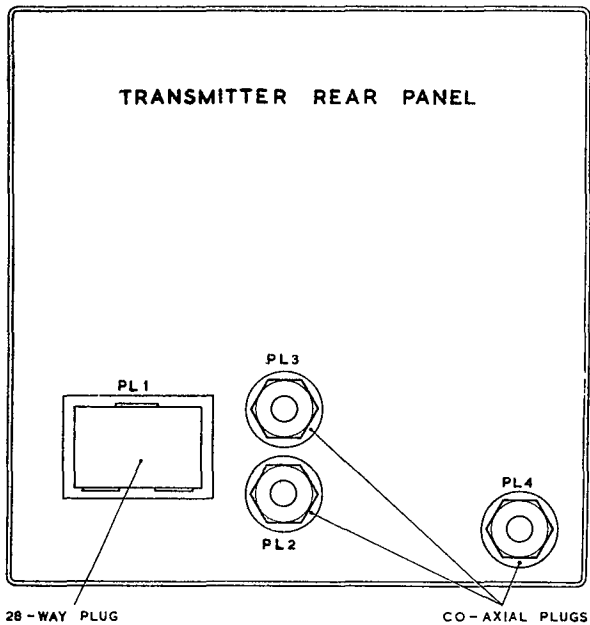 TRANSMITTER REAR PANEL
PL3
PL1
PL4
PL2
28-WAY PLUG
CO-AXIAL PLUGS